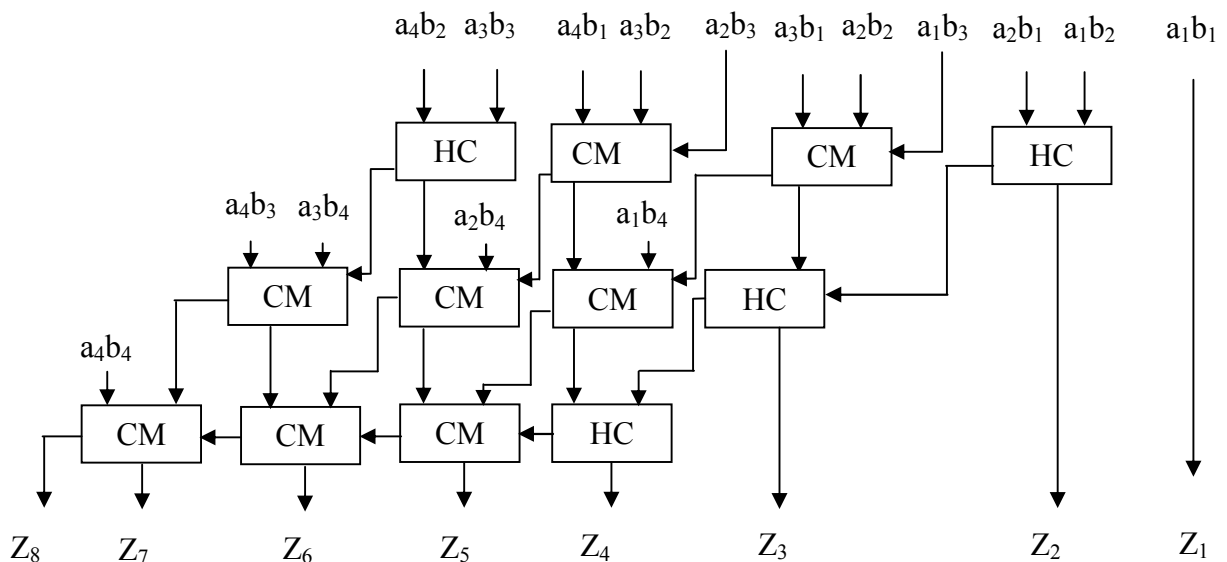 a₄b₂ a₃b₃ a₄b₁ a₃b₂ a₂b₃ a₃b₁ a₂b₂ a₁b₃ a₂b₁ a₁b₂ a₁b₁
HC CM CM HC
a₄b₃ a₃b₄ a₂b₄ a₁b₄
CM CM CM HC
a₄b₄
CM CM CM HC
Z₈ Z₇ Z₆ Z₅ Z₄ Z₃ Z₂ Z₁